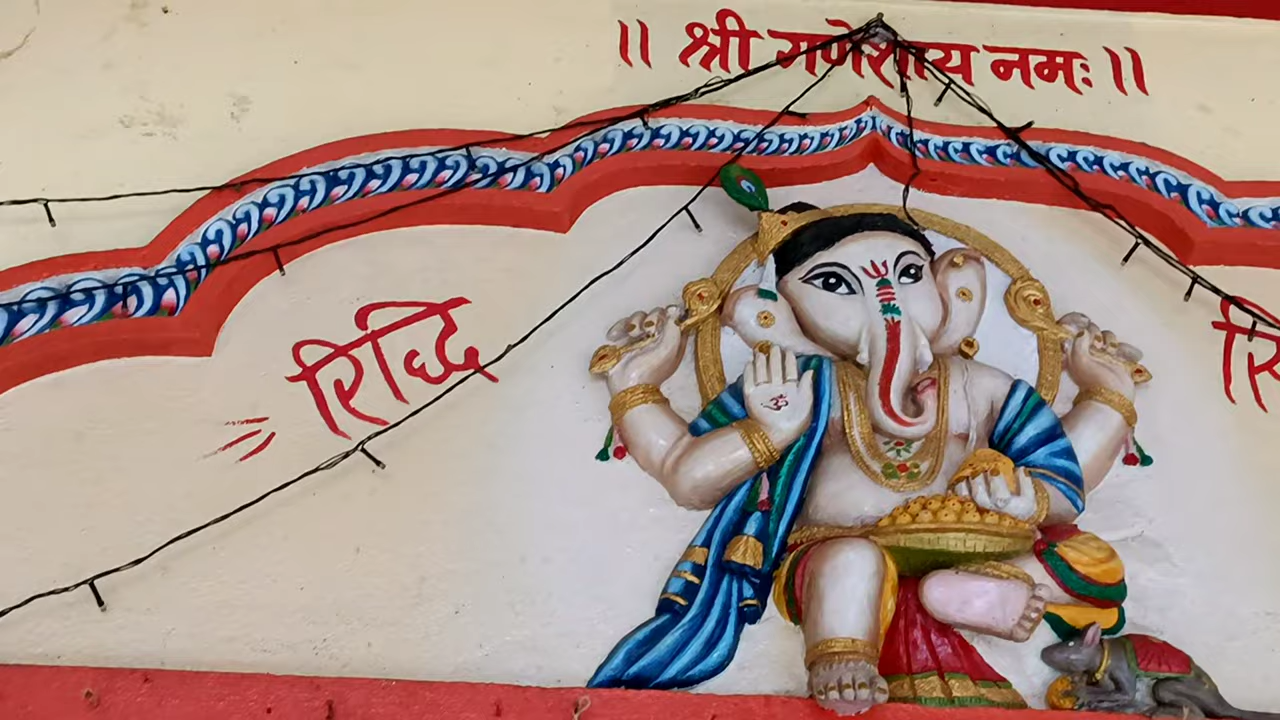 ॥ श्री गणेशाय नमः ॥
रिद्धि
ॐ